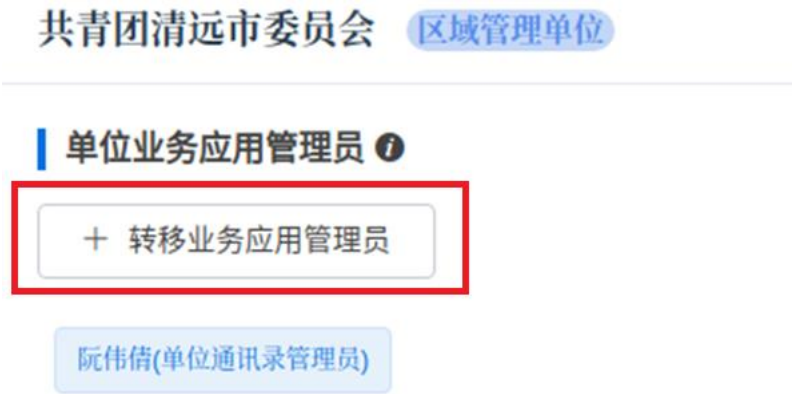 共青团清远市委员会 区域管理单位
单位业务应用管理员
+ 转移业务应用管理员
阮伟倩(单位通讯录管理员)